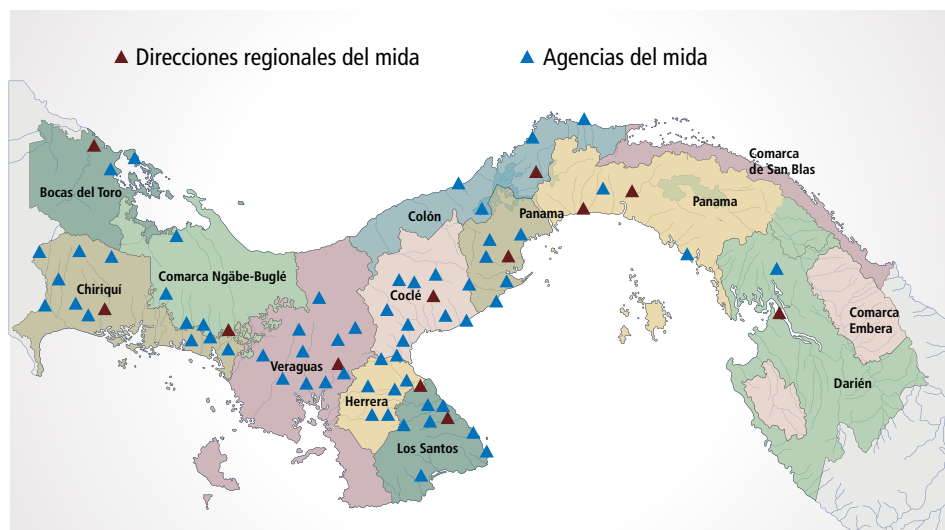 Direcciones regionales del mida
Agencias del mida
Comarca
de San Blas
Bocas del Toro
Panama
Colón
Panama
Comarca Ngäbe-Buglé
Chiriquí
Coclé
Comarca
Embera
Veraguas
Darién
Herrera
Los Santos